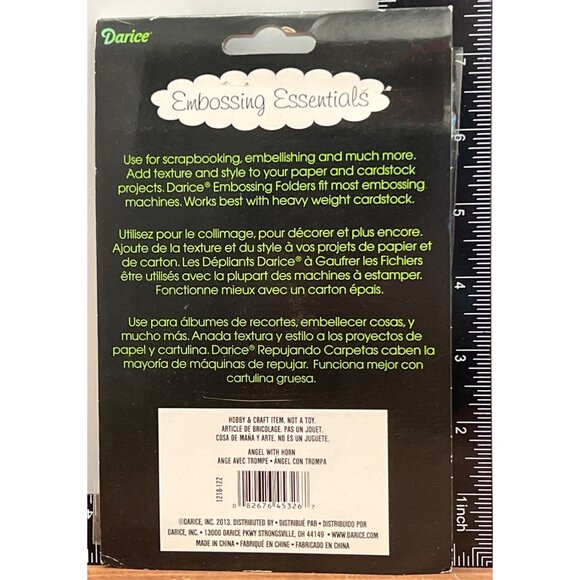 Darice®
Embossing Essentials
Use for scrapbooking, embellishing and much more.
Add texture and style to your paper and cardstock
projects. Darice® Embossing Folders fit most embossing
machines. Works best with heavy weight cardstock.
Utilisez pour le collimage, pour décorer et plus encore.
Ajoute de la texture et du style à vos projets de papier et
de carton. Les Dépliants Darice® à Gaufrer les Fichiers
être utilisés avec la plupart des machines à estamper.
Fonctionne mieux avec un carton épais.
Use para álbumes de recortes, embellecer cosas, y
mucho más. Anada textura y estilo a los proyectos de
papel y cartulina. Darice® Repujando Carpetas caben la
mayoría de máquinas de repujar. Funciona mejor con
cartulina gruesa.
HOBBY & CRAFT ITEM. NOT A TOY.
ARTICLE DE BRICOLAGE. PAS UN JOUET.
COSA DE MAÑA Y ARTE. NO ES UN JUGUETE.
ANGEL WITH HORN
ANGE AVEC TROMPE • ANGEL CON TROMPA
1218-122
0 82676 45326 7
©DARICE, INC. 2013. DISTRIBUTED BY • DISTRIBUÉ PAR • DISTRIBUIDO POR
DARICE, INC. • 13000 DARICE PKWY STRONGSVILLE, OH 44149 • WWW.DARICE.COM
MADE IN CHINA • FABRIQUÉ EN CHINE • FABRICADO EN CHINA
6
5
4
3
2
1 inch
4